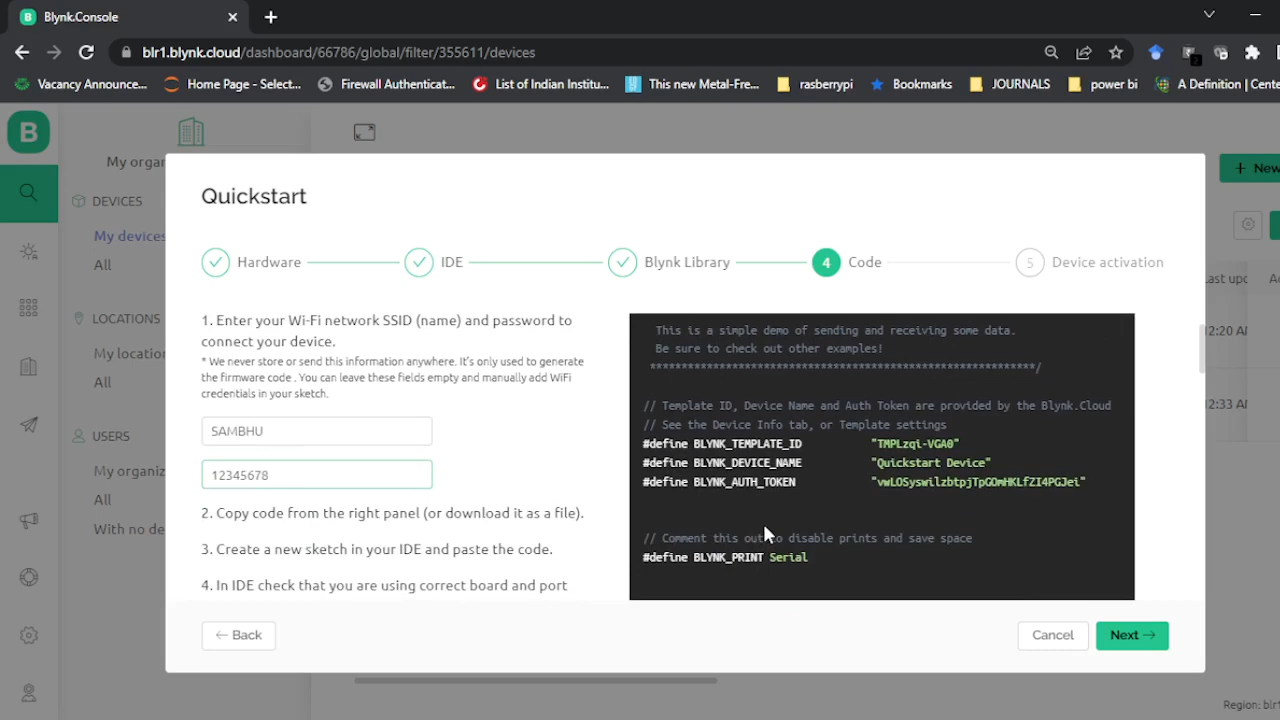 Blynk.Console
blr1.blynk.cloud/dashboard/66786/global/filter/355611/devices
Vacancy Announce...
Home Page - Select...
Firewall Authenticat...
List of Indian Institu...
This new Metal-Fre...
rasberrypi
Bookmarks
JOURNALS
power bi
A Definition | Cente
B
My organ
DEVICES
My devices
All
LOCATIONS
My location
All
USERS
My organiz
All
With no de
+ New
Last upd
2:20 AM
2:33 AM
Quickstart
Hardware
IDE
Blynk Library
4 Code
5 Device activation
1. Enter your Wi-Fi network SSID (name) and password to
connect your device.
* We never store or send this information anywhere. It's only used to generate
the firmware code . You can leave these fields empty and manually add WiFi
credentials in your sketch.
SAMBHU
12345678
2. Copy code from the right panel (or download it as a file).
3. Create a new sketch in your IDE and paste the code.
4. In IDE check that you are using correct board and port
This is a simple demo of sending and receiving some data.
Be sure to check out other examples!
*************************************************************/
// Template ID, Device Name and Auth Token are provided by the Blynk.Cloud
// See the Device Info tab, or Template settings
#define BLYNK_TEMPLATE_ID "TMPLzqi-VGA0"
#define BLYNK_DEVICE_NAME "Quickstart Device"
#define BLYNK_AUTH_TOKEN "vwLOSyswilzbtpjTpGOmHKLfZI4PGJei"
// Comment this out to disable prints and save space
#define BLYNK_PRINT Serial
← Back
Cancel
Next →
Region: blr1